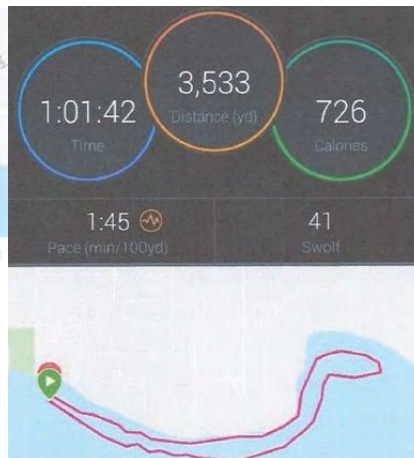 3,533
1:01:42
Distance (yd)
726
Time
Calories
1:45
41
Pace (min/100yd)
Swolf